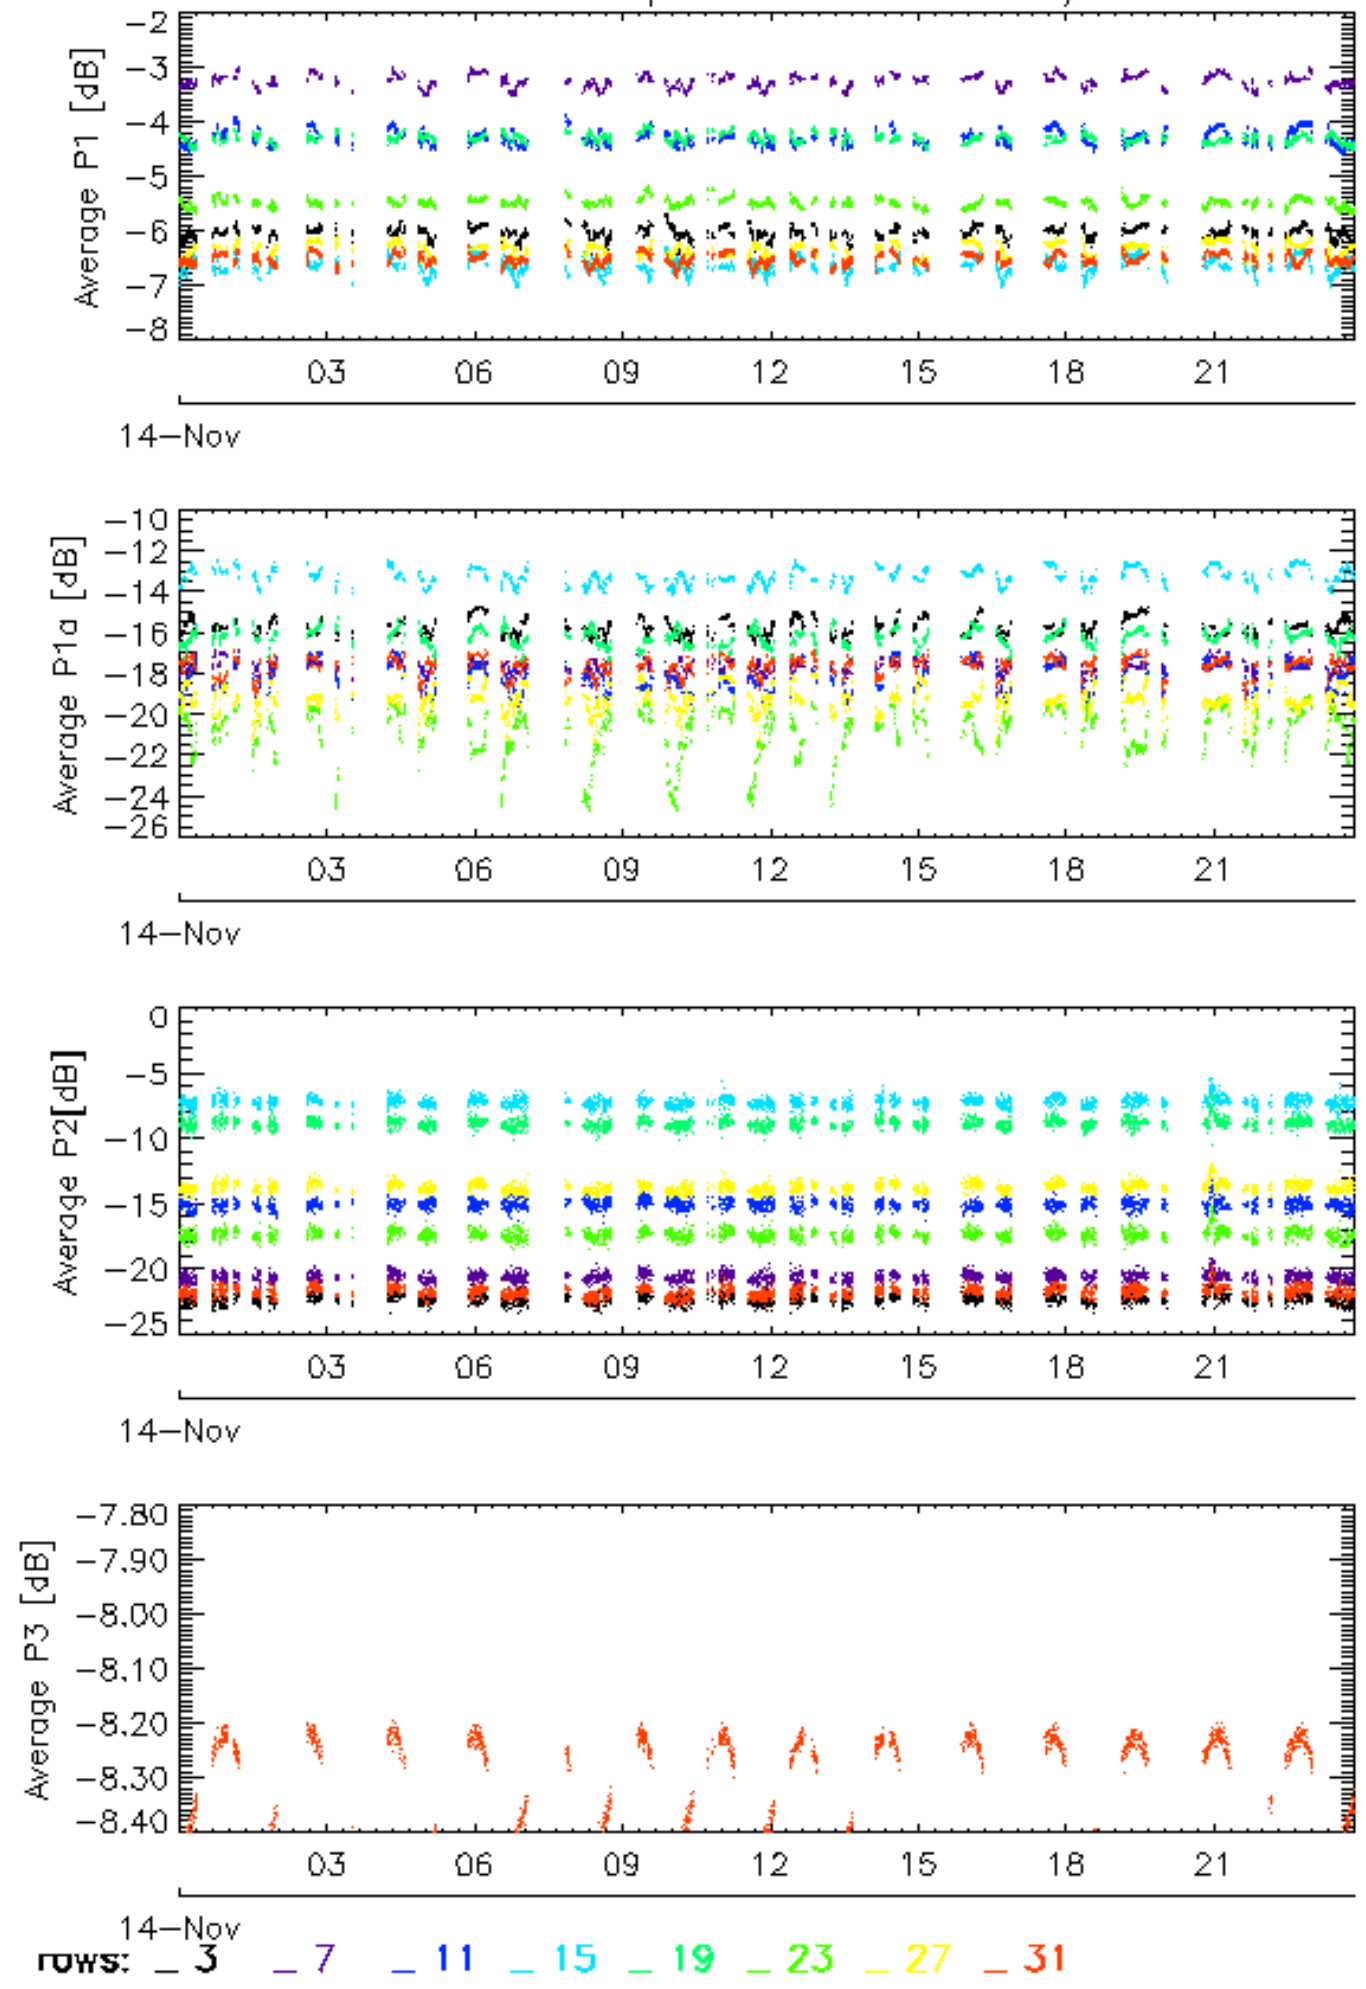 Average P1 [dB]
-2
-3
-4
-5
-6
-7
-8
03 06 09 12 15 18 21
14-Nov
Average P1a [dB]
-10
-12
-14
-16
-18
-20
-22
-24
-26
03 06 09 12 15 18 21
14-Nov
Average P2[dB]
0
-5
-10
-15
-20
-25
03 06 09 12 15 18 21
14-Nov
Average P3 [dB]
-7.80
-7.90
-8.00
-8.10
-8.20
-8.30
-8.40
03 06 09 12 15 18 21
14-Nov
rows: _ 3 _ 7 _ 11 _ 15 _ 19 _ 23 _ 27 _ 31